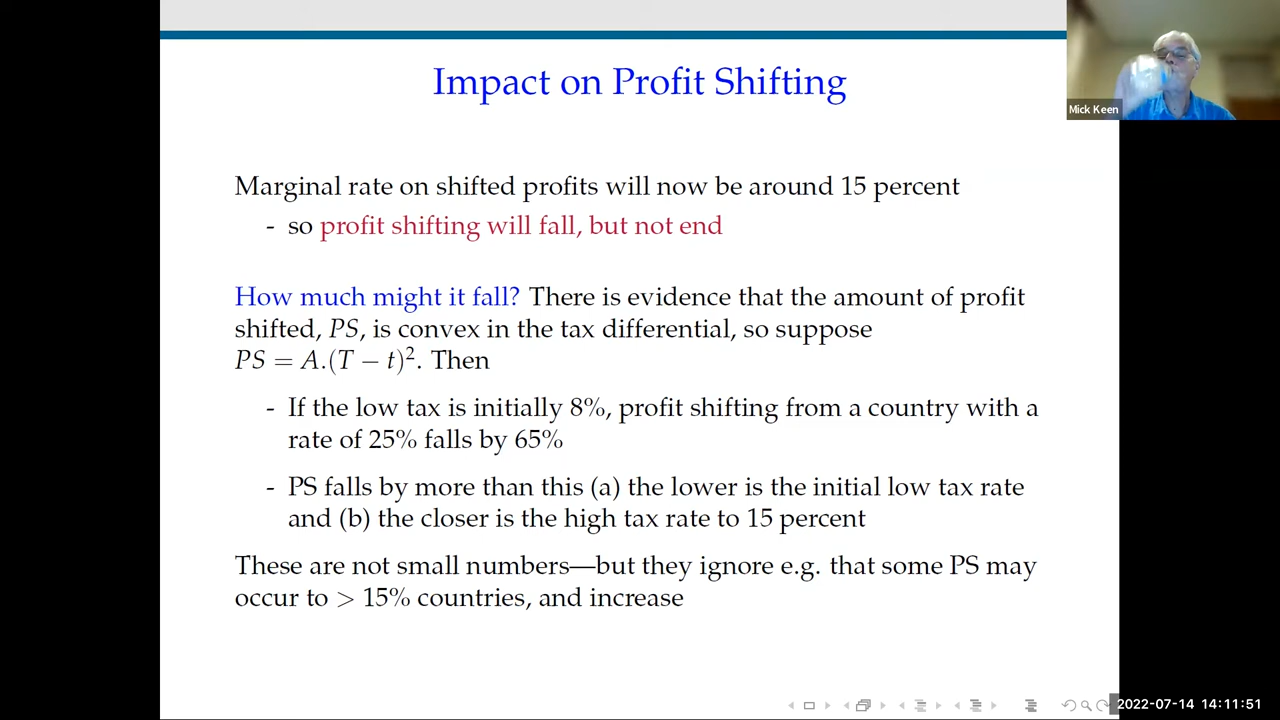 Impact on Profit Shifting
Mick Keen
Marginal rate on shifted profits will now be around 15 percent
- so profit shifting will fall, but not end
How much might it fall? There is evidence that the amount of profit
shifted, PS, is convex in the tax differential, so suppose
PS = A.(T − t)². Then
- If the low tax is initially 8%, profit shifting from a country with a
rate of 25% falls by 65%
- PS falls by more than this (a) the lower is the initial low tax rate
and (b) the closer is the high tax rate to 15 percent
These are not small numbers—but they ignore e.g. that some PS may
occur to > 15% countries, and increase
2022-07-14 14:11:51